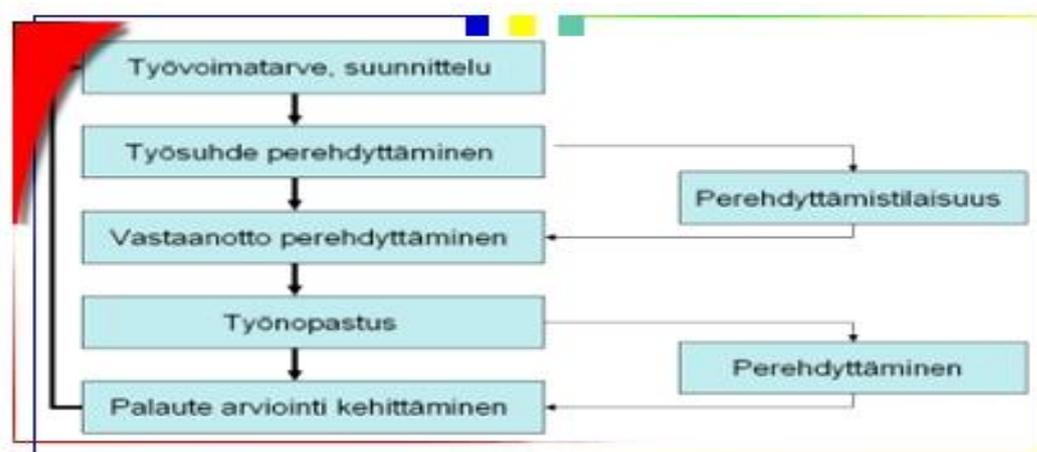 Työvoimatarve, suunnittelu
Työsuhde perehdyttäminen
Perehdyttämistilaisuus
Vastaanotto perehdyttäminen
Työnopastus
Perehdyttäminen
Palaute arviointi kehittäminen